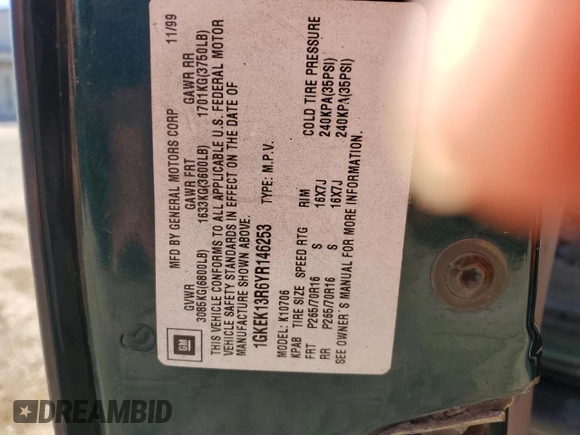 MFD BY GENERAL MOTORS CORP 11/99
GVWR GAWR FRT GAWR RR
3085KG(6800LB) 1633KG(3600LB) 1701KG(3750LB)
THIS VEHICLE CONFORMS TO ALL APPLICABLE U.S. FEDERAL MOTOR
VEHICLE SAFETY STANDARDS IN EFFECT ON THE DATE OF
MANUFACTURE SHOWN ABOVE.
1GKEK13R6YR146253 TYPE: M.P.V.
MODEL: K10706
KPAB TIRE SIZE SPEED RTG RIM COLD TIRE PRESSURE
FRT P265/70R16 S 16X7J 240KPA(35PSI)
RR P265/70R16 S 16X7J 240KPA(35PSI)
SEE OWNER'S MANUAL FOR MORE INFORMATION.
GM
DREAMBID